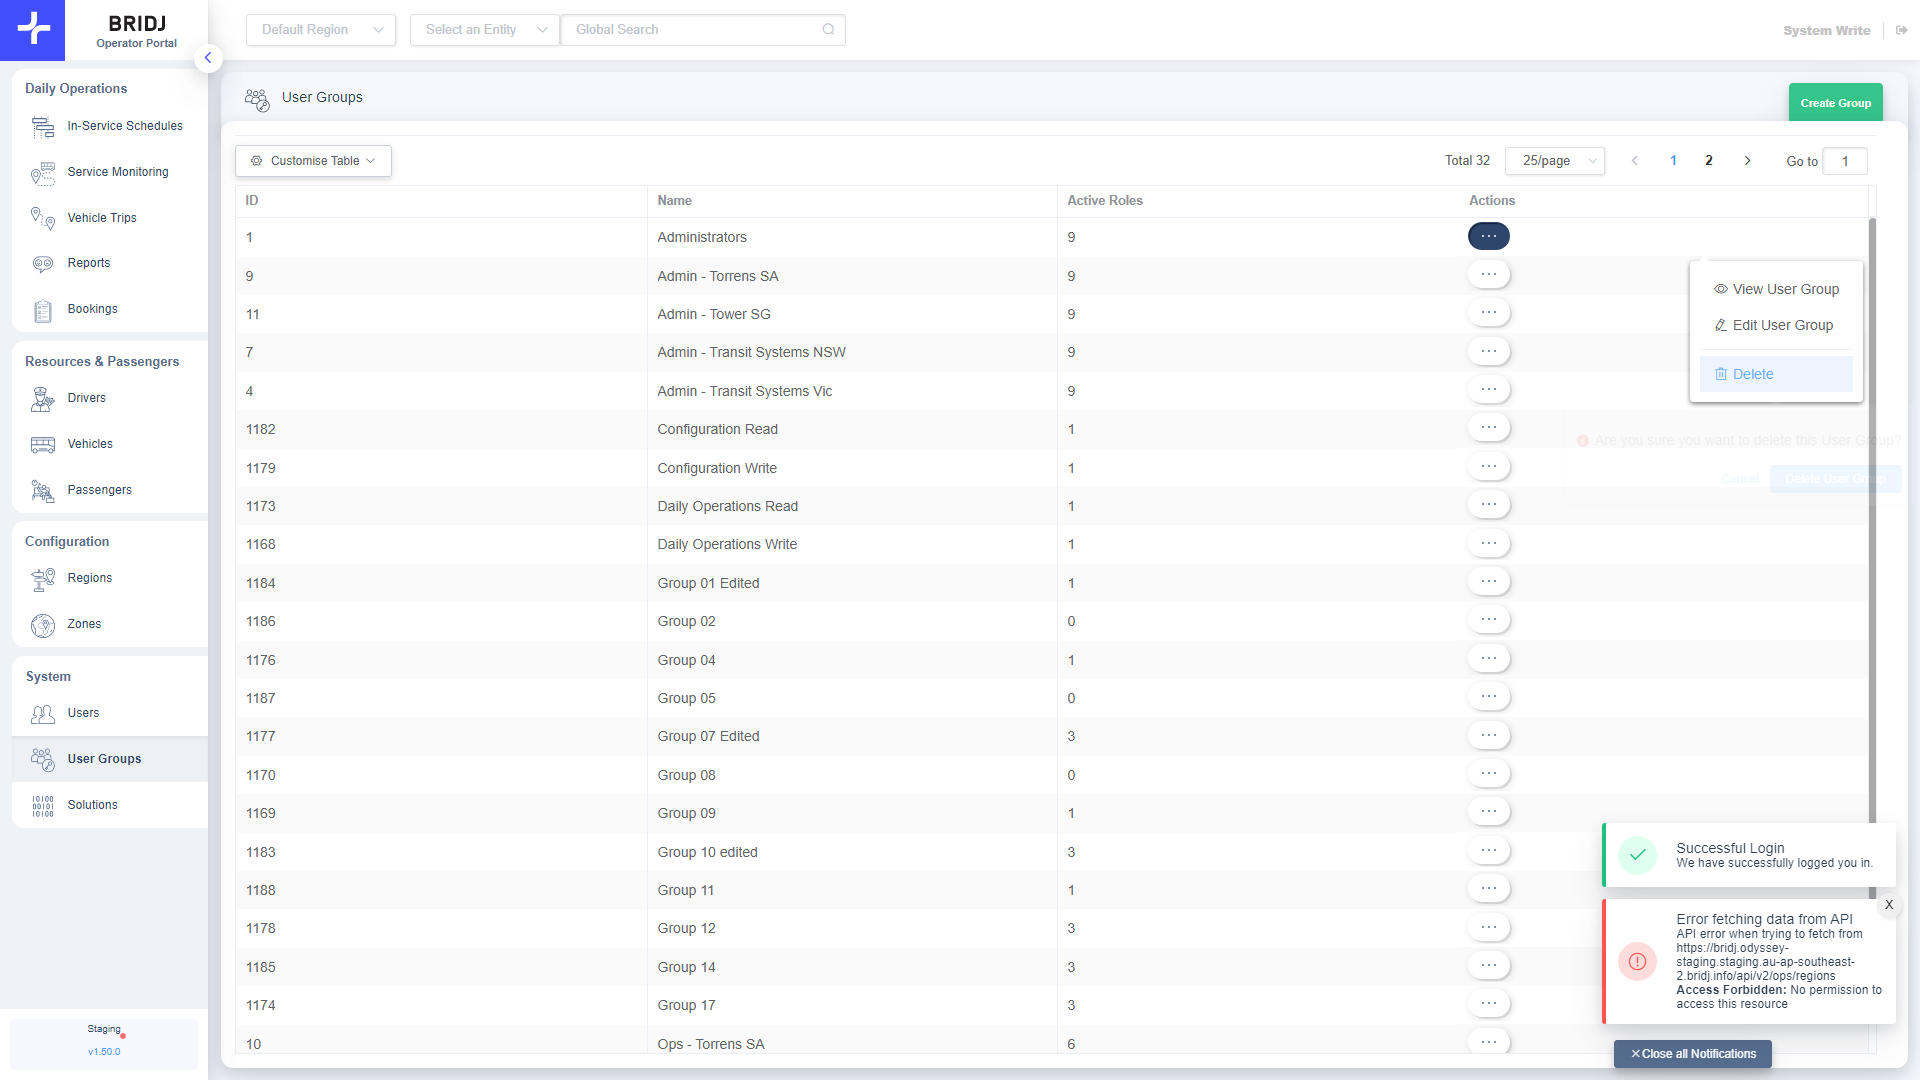 BRIDJ
Operator Portal
Default Region
Select an Entity
Global Search
System Write
Daily Operations
In-Service Schedules
Service Monitoring
Vehicle Trips
Reports
Bookings
Resources & Passengers
Drivers
Vehicles
Passengers
Configuration
Regions
Zones
System
Users
User Groups
10100
00101
10100
Solutions
Staging
v1.50.0
User Groups
Create Group
Customise Table
Total 32 25/page 1 2 Go to 1
ID Name Active Roles Actions
1 Administrators 9
9 Admin - Torrens SA 9
11 Admin - Tower SG 9
7 Admin - Transit Systems NSW 9
4 Admin - Transit Systems Vic 9
1182 Configuration Read 1
1179 Configuration Write 1
1173 Daily Operations Read 1
1168 Daily Operations Write 1
1184 Group 01 Edited 1
1186 Group 02 0
1176 Group 04 1
1187 Group 05 0
1177 Group 07 Edited 3
1170 Group 08 0
1169 Group 09 1
1183 Group 10 edited 3
1188 Group 11 1
1178 Group 12 3
1185 Group 14 3
1174 Group 17 3
10 Ops - Torrens SA 6
View User Group
Edit User Group
Delete
Are you sure you want to delete this User Group?
Cancel Delete User Group
Successful Login
We have successfully logged you in.
X
Error fetching data from API
API error when trying to fetch from
https://bridj.odyssey-
staging.staging.au-ap-southeast-
2.bridj.info/api/v2/ops/regions
Access Forbidden: No permission to
access this resource
×Close all Notifications